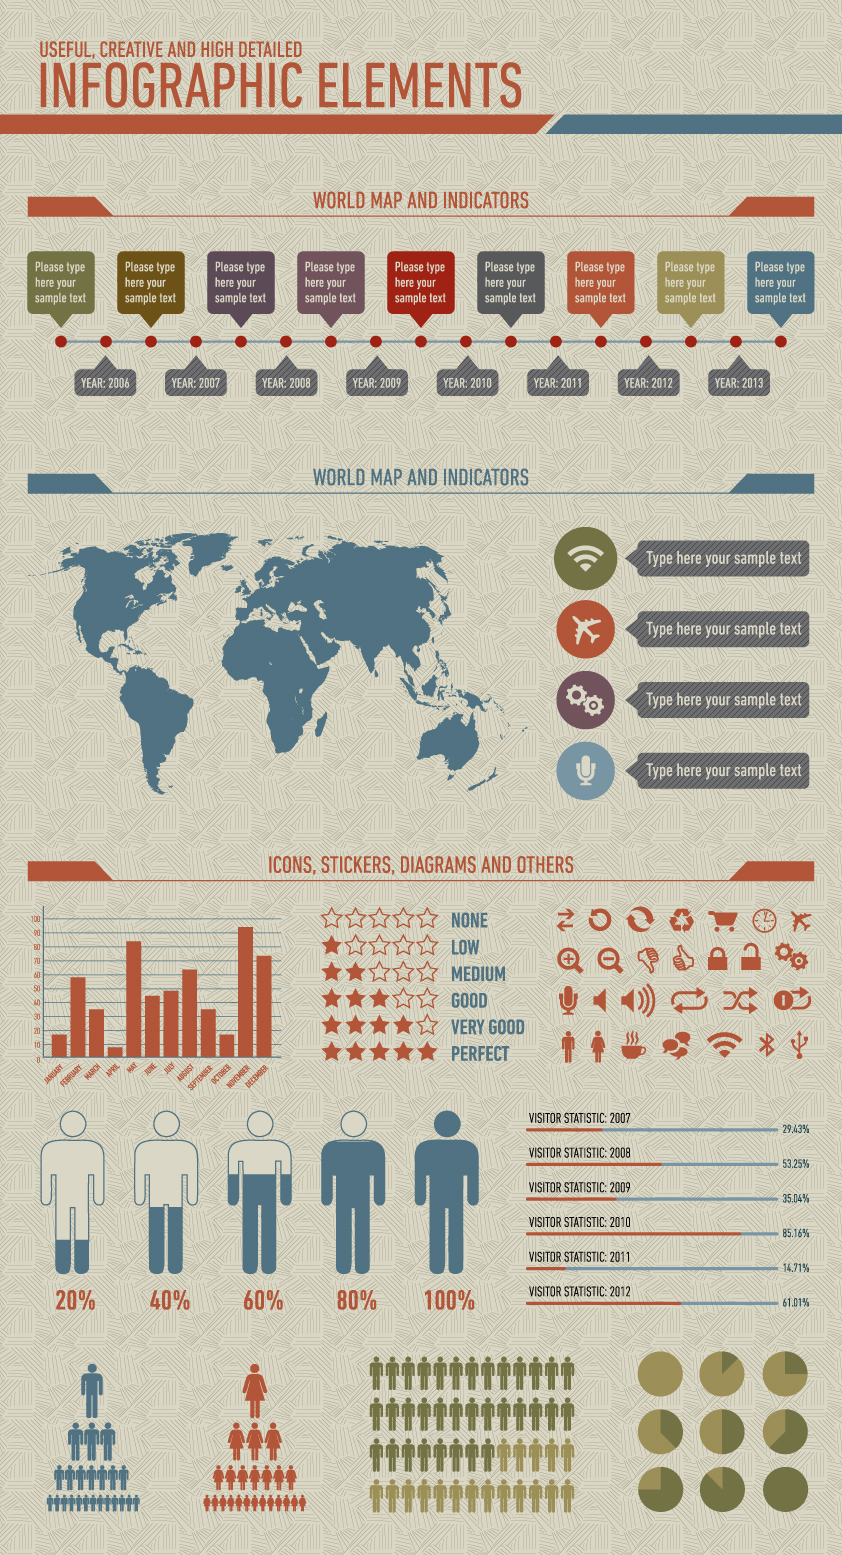 USEFUL, CREATIVE AND HIGH DETAILED
INFOGRAPHIC ELEMENTS
WORLD MAP AND INDICATORS
Please type
here your
sample text
Please type
here your
sample text
Please type
here your
sample text
Please type
here your
sample text
Please type
here your
sample text
Please type
here your
sample text
Please type
here your
sample text
Please type
here your
sample text
Please type
here your
sample text
YEAR: 2006
YEAR: 2007
YEAR: 2008
YEAR: 2009
YEAR: 2010
YEAR: 2011
YEAR: 2012
YEAR: 2013
WORLD MAP AND INDICATORS
Type here your sample text
Type here your sample text
Type here your sample text
Type here your sample text
ICONS, STICKERS, DIAGRAMS AND OTHERS
100
90
80
70
60
50
40
30
20
10
0
JANUARY
FEBRUARY
MARCH
APRIL
MAY
JUNE
JULY
AUGUST
SEPTEMBER
OCTOBER
NOVEMBER
DECEMBER
NONE
LOW
MEDIUM
GOOD
VERY GOOD
PERFECT
20%
40%
60%
80%
100%
VISITOR STATISTIC: 2007
29.43%
VISITOR STATISTIC: 2008
53.25%
VISITOR STATISTIC: 2009
35.04%
VISITOR STATISTIC: 2010
85.16%
VISITOR STATISTIC: 2011
14.71%
VISITOR STATISTIC: 2012
61.01%